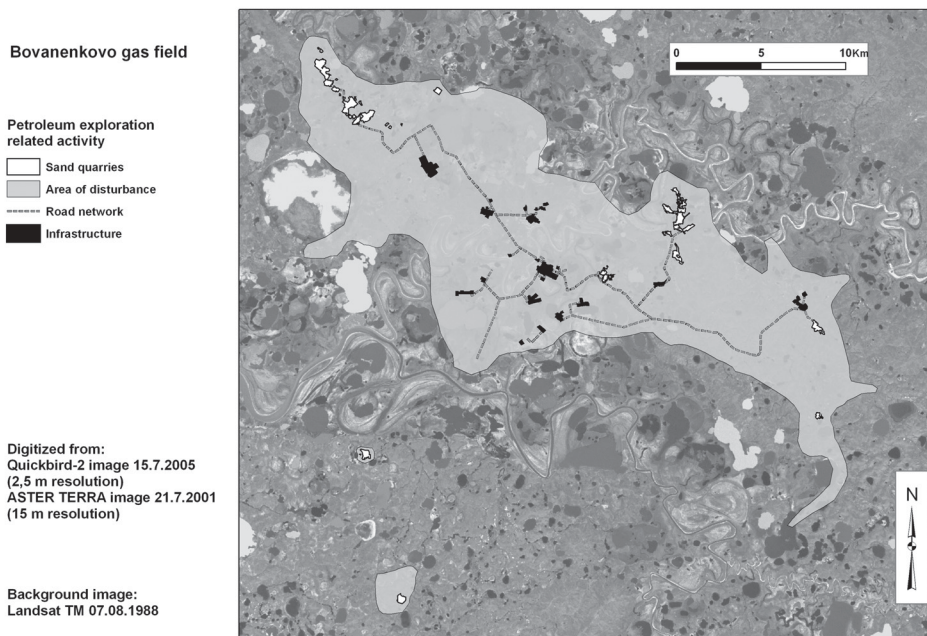 Bovanenkovo gas field
Petroleum exploration
related activity
Sand quarries
Area of disturbance
Road network
Infrastructure
Digitized from:
Quickbird-2 image 15.7.2005
(2,5 m resolution)
ASTER TERRA image 21.7.2001
(15 m resolution)
Background image:
Landsat TM 07.08.1988
0 5 10Km
N